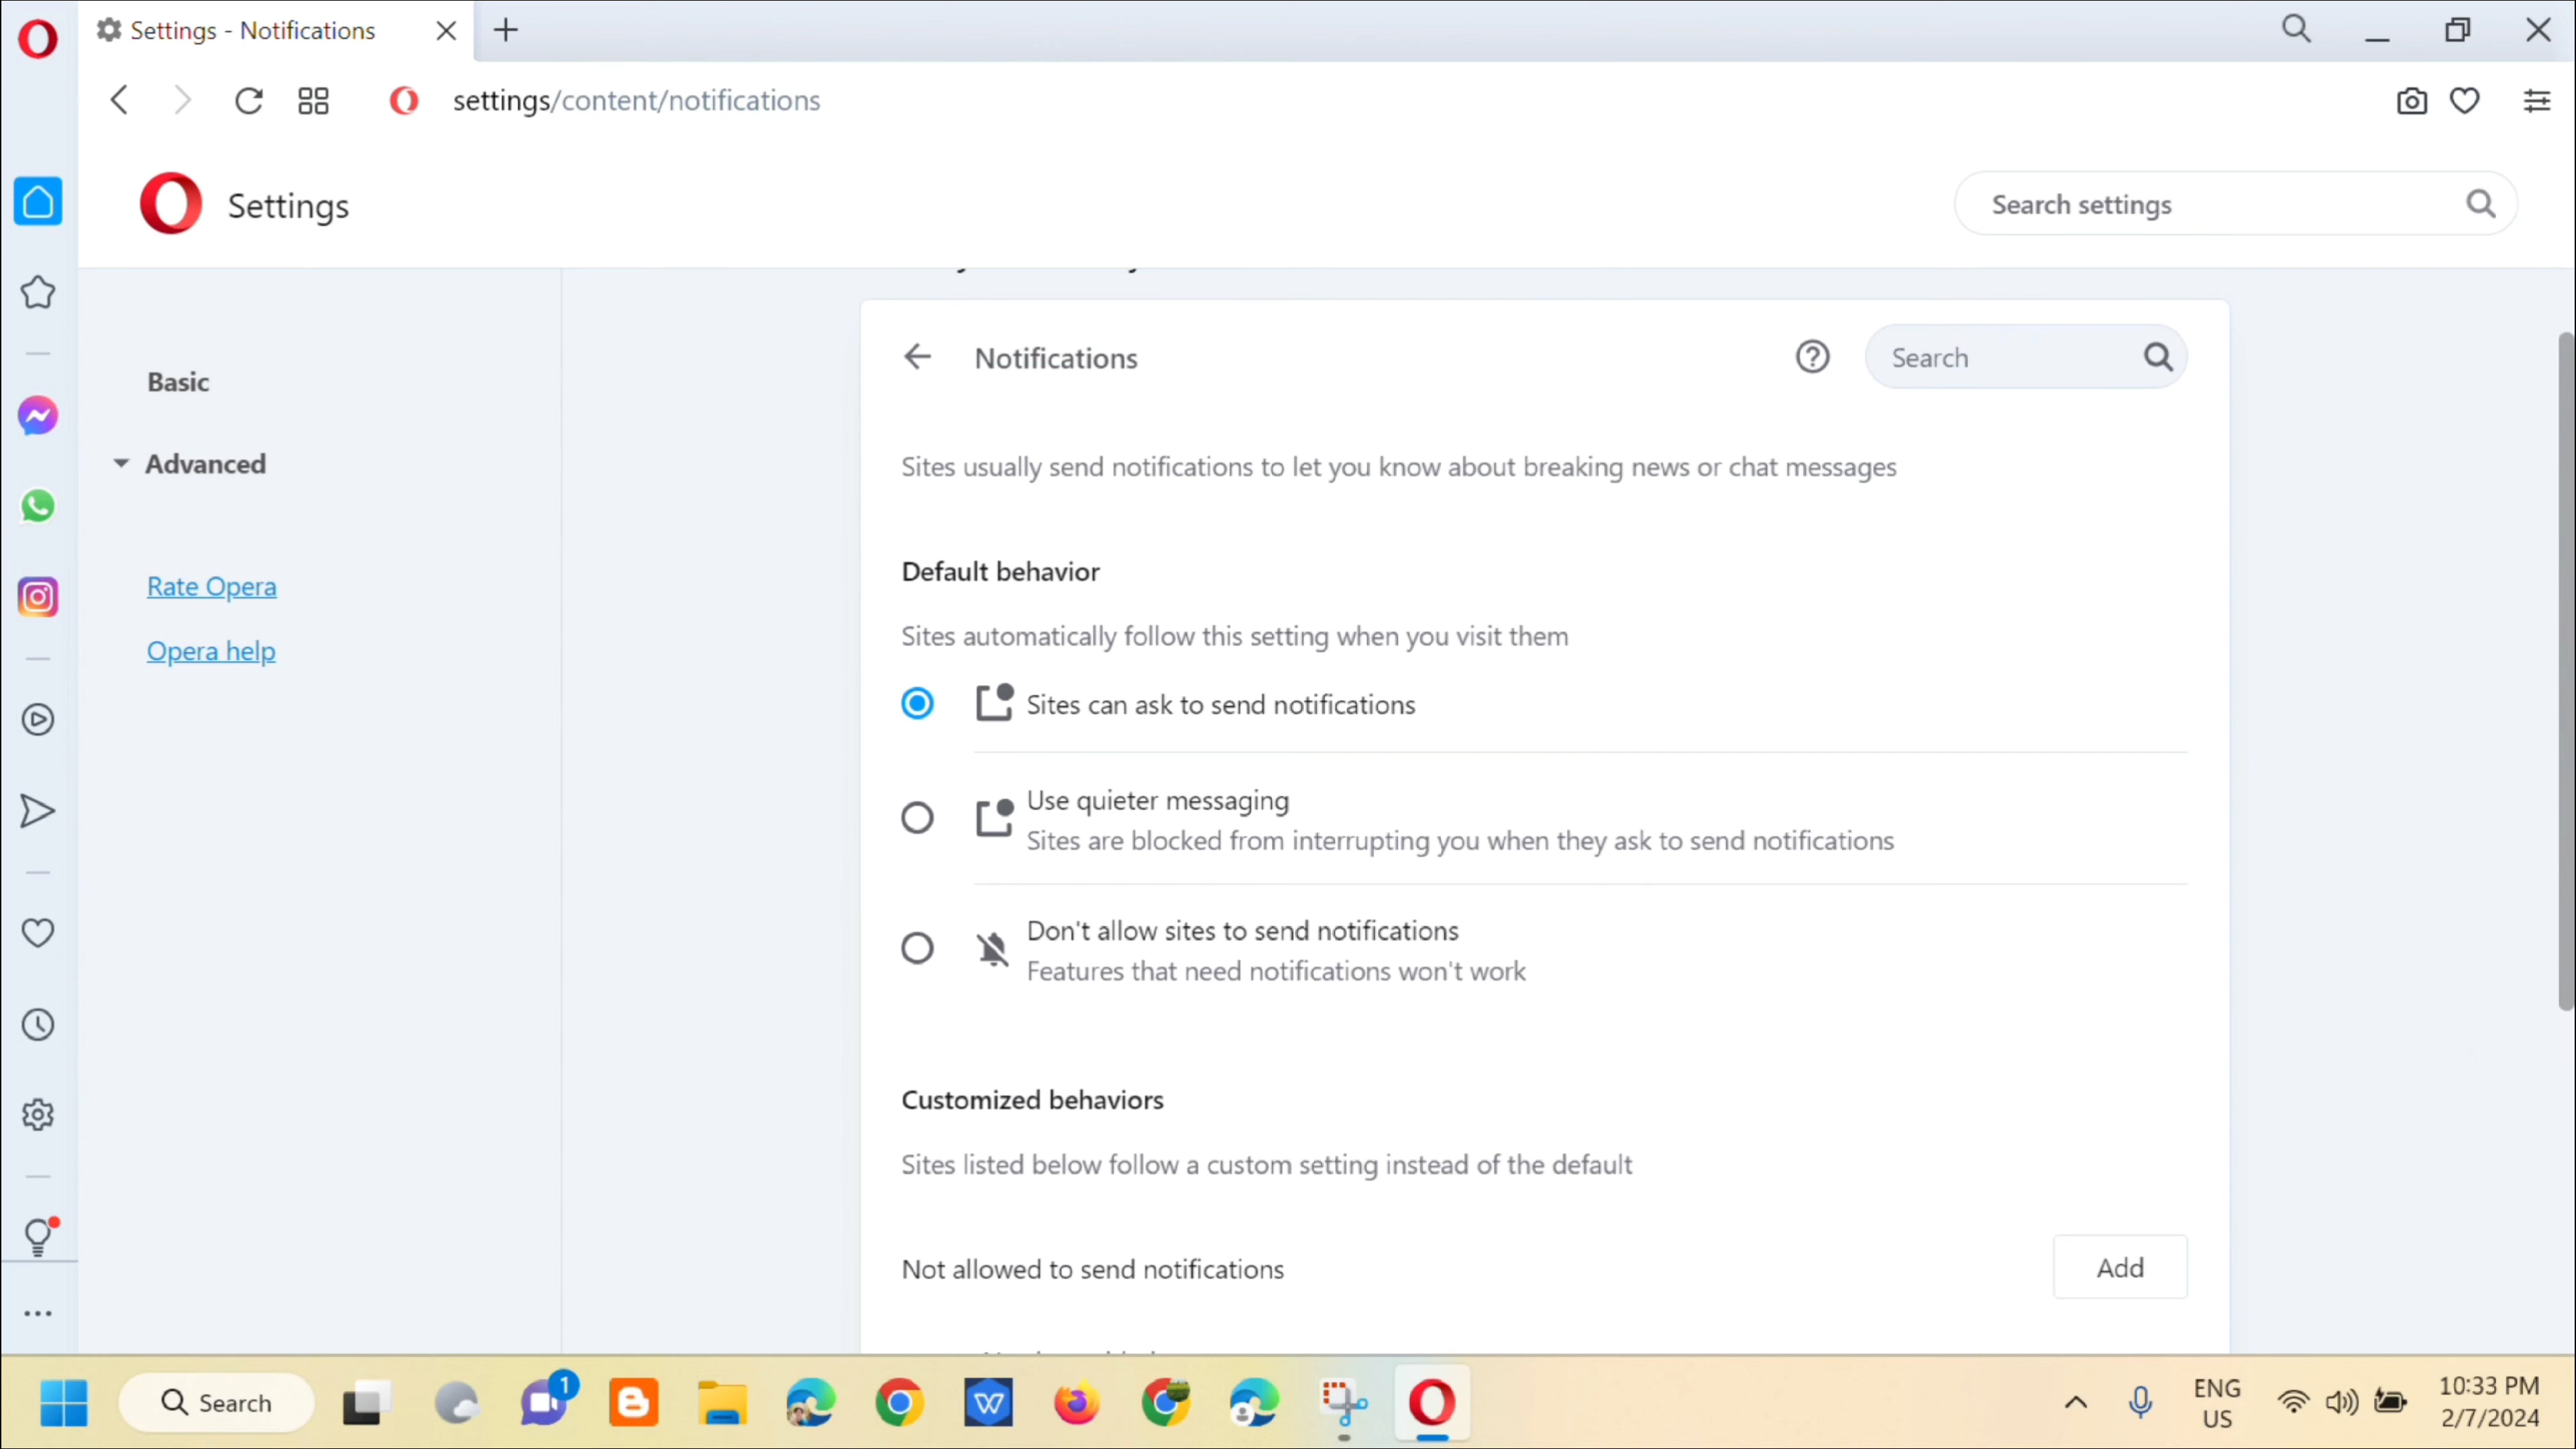 Settings - Notifications
settings/content/notifications
Settings
Search settings
Basic
Advanced
Rate Opera
Opera help
Notifications
Search
Sites usually send notifications to let you know about breaking news or chat messages
Default behavior
Sites automatically follow this setting when you visit them
Sites can ask to send notifications
Use quieter messaging
Sites are blocked from interrupting you when they ask to send notifications
Don't allow sites to send notifications
Features that need notifications won't work
Customized behaviors
Sites listed below follow a custom setting instead of the default
Not allowed to send notifications
Add
Search
1
ENG
US
10:33 PM
2/7/2024